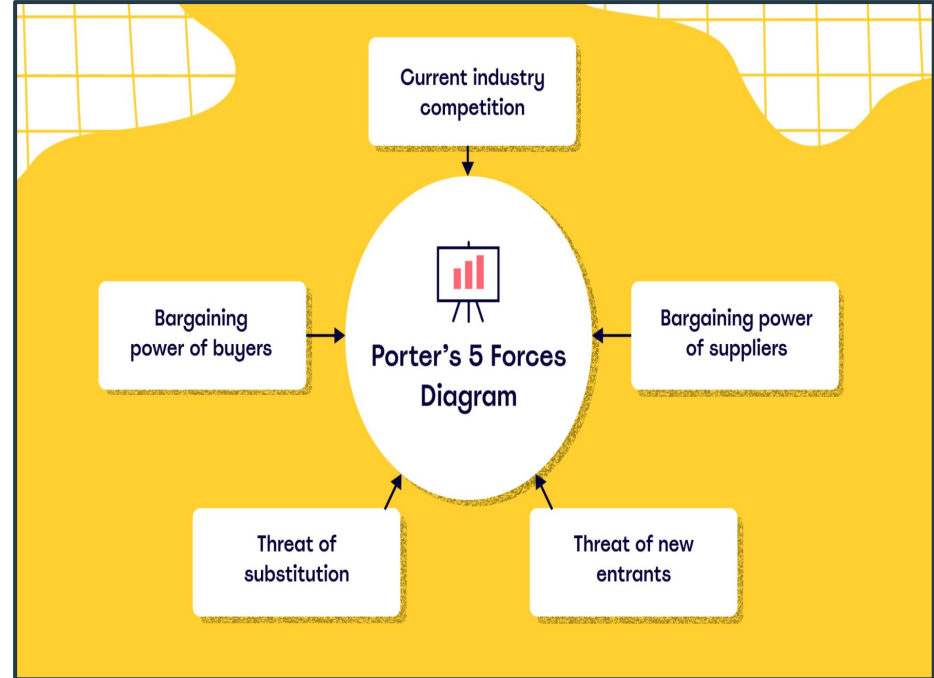 Current industry
competition
Bargaining
power of buyers
Porter's 5 Forces
Diagram
Bargaining power
of suppliers
Threat of
substitution
Threat of new
entrants